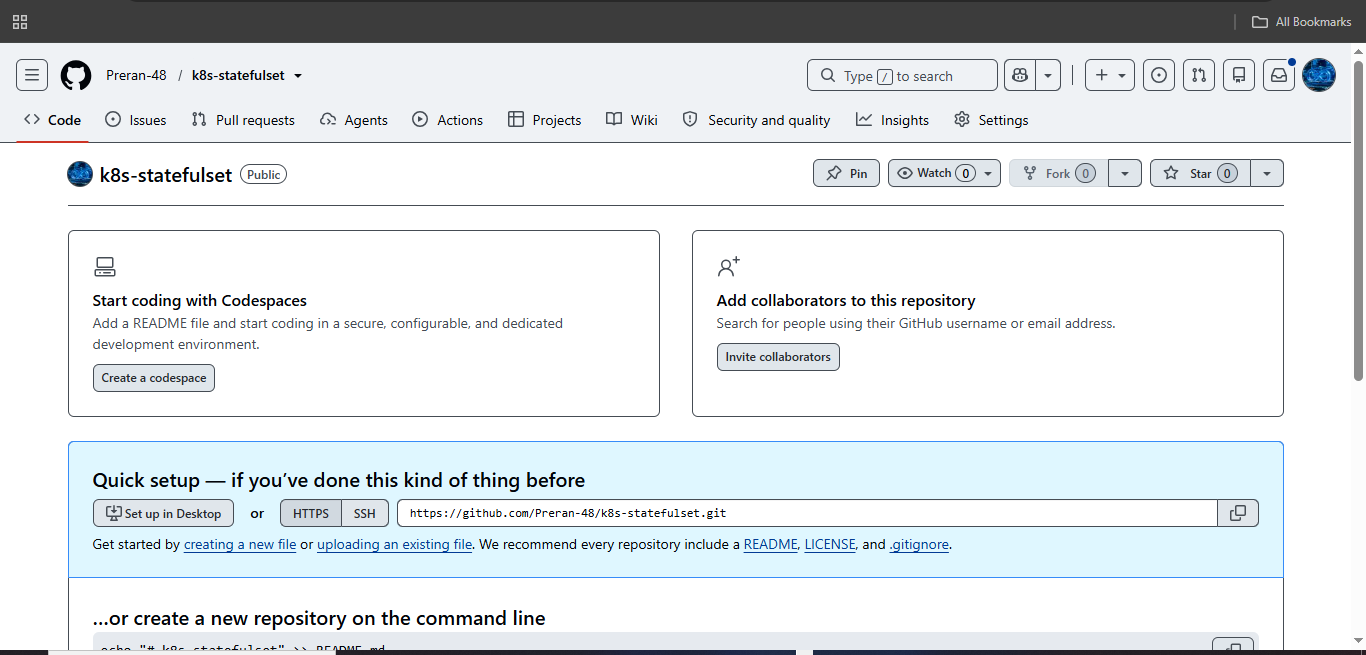 All Bookmarks
Preran-48 / k8s-statefulset
Type / to search
Code Issues Pull requests Agents Actions Projects Wiki Security and quality Insights Settings
k8s-statefulset Public
Pin Watch 0 Fork 0 Star 0
Start coding with Codespaces
Add a README file and start coding in a secure, configurable, and dedicated
development environment.
Create a codespace
Add collaborators to this repository
Search for people using their GitHub username or email address.
Invite collaborators
Quick setup — if you’ve done this kind of thing before
Set up in Desktop or HTTPS SSH https://github.com/Preran-48/k8s-statefulset.git
Get started by creating a new file or uploading an existing file. We recommend every repository include a README, LICENSE, and .gitignore.
…or create a new repository on the command line
echo "# k8s-statefulset" >> README.md